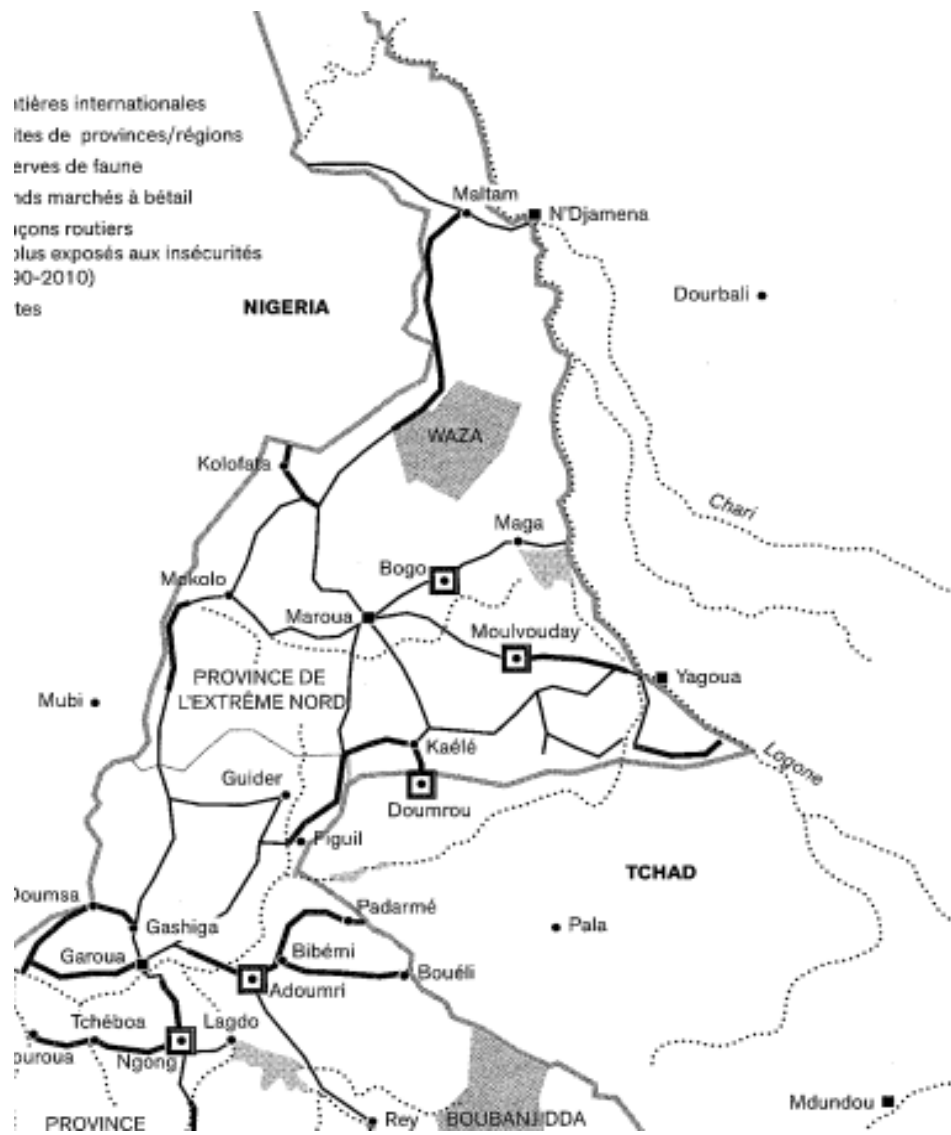 ntières internationales
ites de provinces/régions
erves de faune
nds marchés à bétail
nçons routiers
plus exposés aux insécurités
90-2010)
tes
Maltam
N'Djamena
Dourbali
NIGERIA
WAZA
Kolofata
Chari
Maga
Bogo
Mokolo
Maroua
Moulvouday
PROVINCE DE
L'EXTRÊME NORD
Yagoua
Mubi
Kaélé
Logone
Guider
Doumrou
Figuil
TCHAD
Doumsa
Padarmé
Gashiga
Pala
Garoua
Bibémi
Bouéli
Adoumri
Tchéboa
Lagdo
ouroua
Ngong
Mdundou
PROVINCE
Rey
BOUBANJIDDA